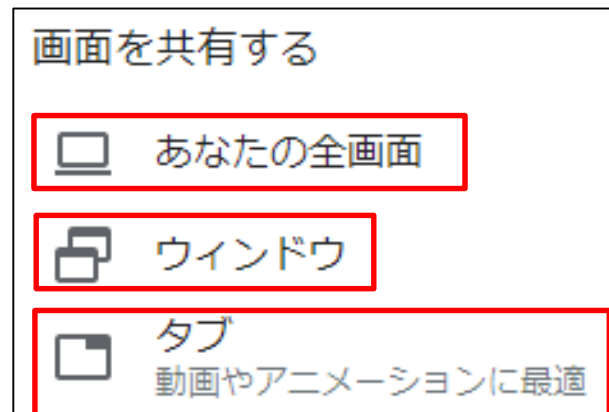 画面を共有する
あなたの全画面
ウィンドウ
タブ
動画やアニメーションに最適